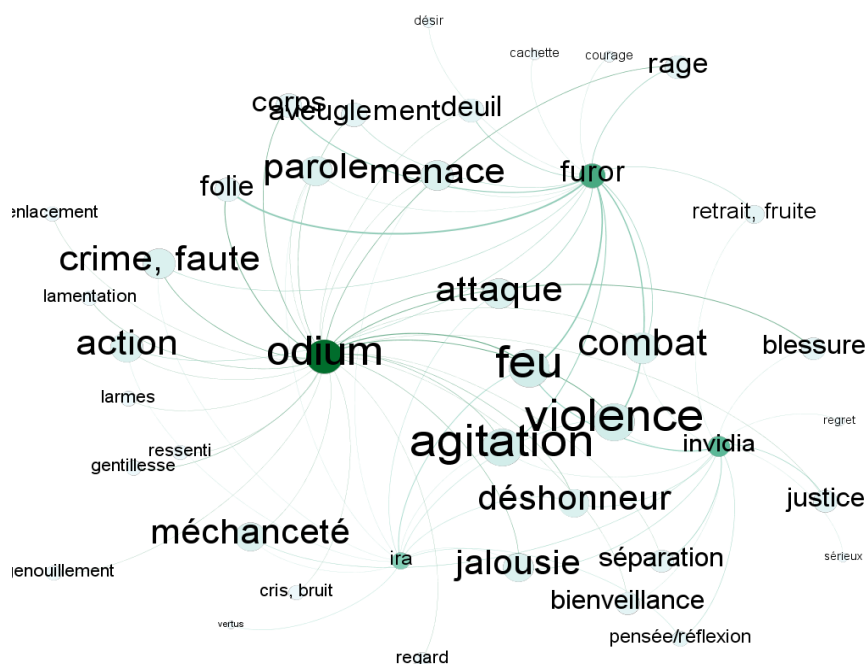 désir
cachette
courage
rage
corps
aveuglement
deuil
parole
menace
furor
folie
enlacement
retrait, fruite
crime, faute
lamentation
attaque
action
odium
feu
combat
blessure
larmes
violence
regret
agitation
invidia
ressenti
gentillesse
déshonneur
justice
méchanceté
ira
jalousie
séparation
sérieux
genouillement
cris, bruit
bienveillance
vertus
pensée/réflexion
regard